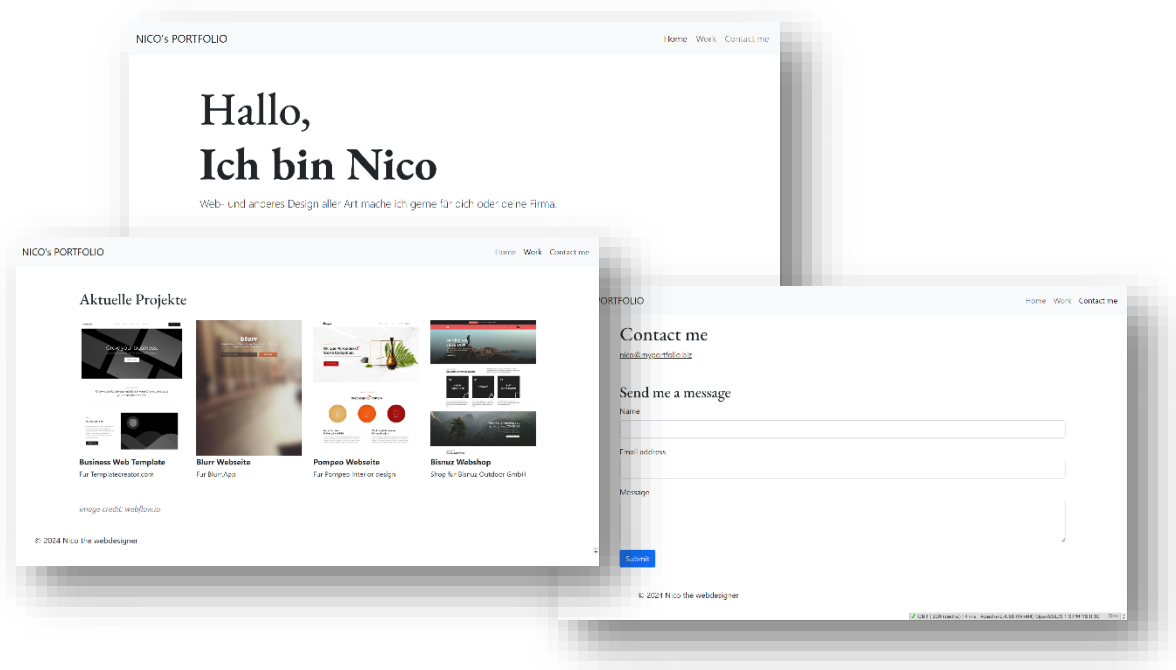 NICO's PORTFOLIO
Home Work Contact me
Hallo,
Ich bin Nico
Web- und anderes Design aller Art mache ich gerne für dich oder deine Firma.
NICO's PORTFOLIO
Home Work Contact me
Aktuelle Projekte
Grow your business.
blurr
Business Web Template
Für Templatecreator.com
Blurr Webseite
Für Blurr.App
Pompeo Webseite
Für Pompeo Interior design
Bisnuz Webshop
Shop für Bisnuz Outdoor GmbH
image credit: webflow.io
© 2024 Nico the webdesigner
PORTFOLIO
Home Work Contact me
Contact me
nico@myportfolio.biz
Send me a message
Name
Email address
Message
Submit
© 2024 Nico the webdesigner